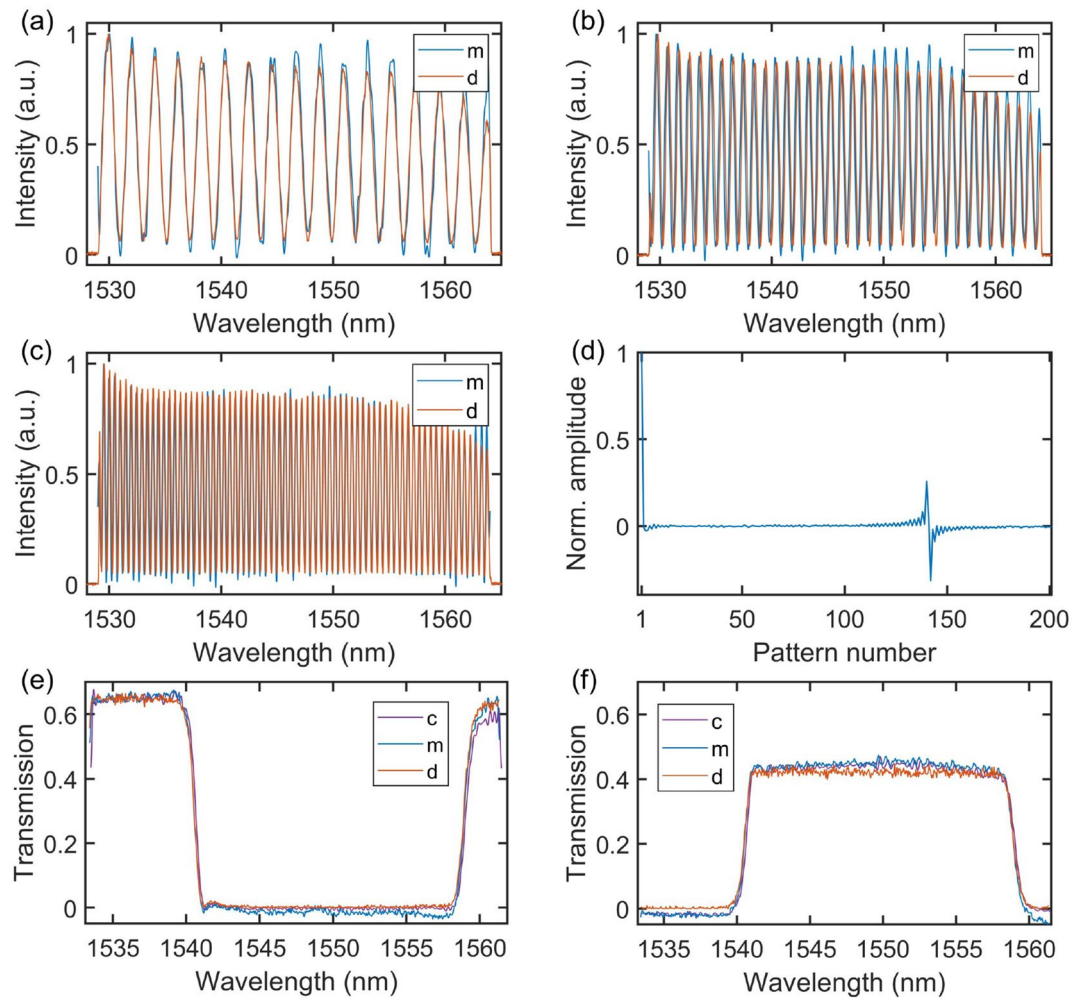 (a)
Intensity (a.u.)
1
0.5
0
m
d
1530 1540 1550 1560
Wavelength (nm)
(b)
Intensity (a.u.)
1
0.5
0
m
d
1530 1540 1550 1560
Wavelength (nm)
(c)
Intensity (a.u.)
1
0.5
0
m
d
1530 1540 1550 1560
Wavelength (nm)
(d)
Norm. amplitude
1
0.5
0
1 50 100 150 200
Pattern number
(e)
Transmission
0.6
0.4
0.2
0
c
m
d
1535 1540 1545 1550 1555 1560
Wavelength (nm)
(f)
Transmission
0.6
0.4
0.2
0
c
m
d
1535 1540 1545 1550 1555 1560
Wavelength (nm)